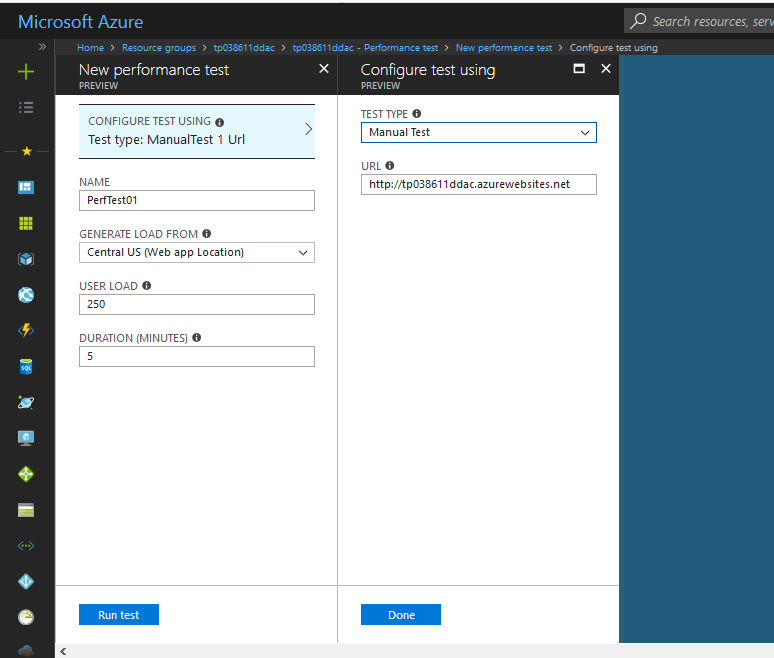 Microsoft Azure
Search resources, serv
Home > Resource groups > tp038611ddac > tp038611ddac - Performance test > New performance test > Configure test using
New performance test
PREVIEW
CONFIGURE TEST USING
Test type: ManualTest 1 Url
NAME
PerfTest01
GENERATE LOAD FROM
Central US (Web app Location)
USER LOAD
250
DURATION (MINUTES)
5
Run test
Configure test using
PREVIEW
TEST TYPE
Manual Test
URL
http://tp038611ddac.azurewebsites.net
Done
SQL